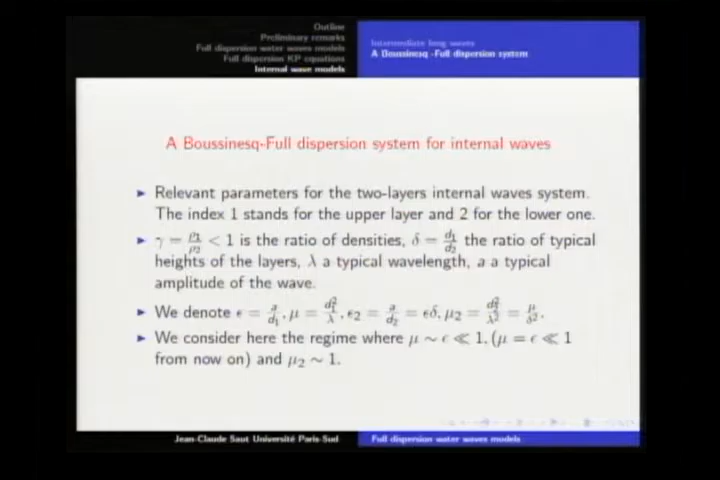 Outline
Preliminary remarks
Full dispersion water waves models
Full dispersion KP equations
Internal wave models
Intermediate long waves
A Boussinesq -Full dispersion system
A Boussinesq-Full dispersion system for internal waves
► Relevant parameters for the two-layers internal waves system.
The index 1 stands for the upper layer and 2 for the lower one.
► γ = ρ₁/ρ₂ < 1 is the ratio of densities, δ = d₁/d₂ the ratio of typical
heights of the layers, λ a typical wavelength, a a typical
amplitude of the wave.
► We denote ϵ = a/d₁, μ = d₁²/λ, ϵ₂ = a/d₂ = ϵδ, μ₂ = d₂²/λ² = μ/δ².
► We consider here the regime where μ ∼ ϵ ≪ 1, (μ = ϵ ≪ 1
from now on) and μ₂ ∼ 1.
Jean-Claude Saut Université Paris-Sud
Full dispersion water waves models